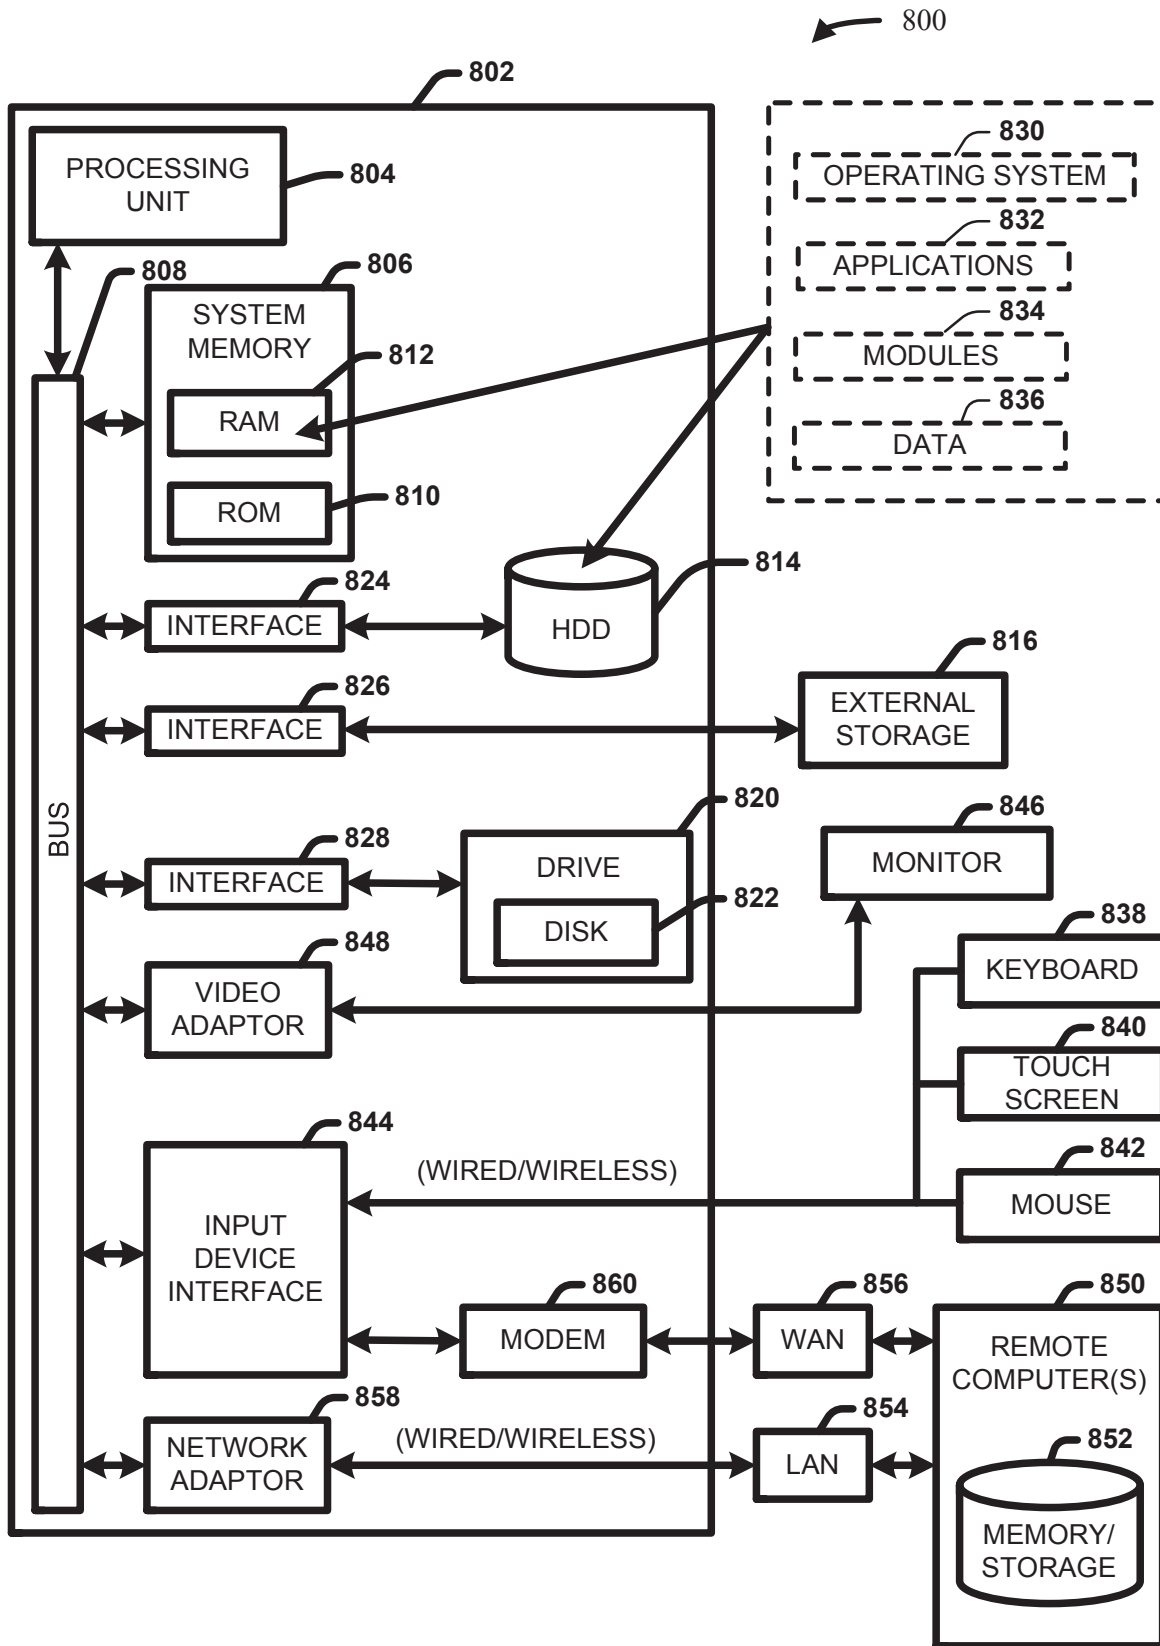 800
802
PROCESSING
UNIT
804
830
OPERATING SYSTEM
832
APPLICATIONS
834
MODULES
836
DATA
808
806
SYSTEM
MEMORY
812
RAM
810
ROM
814
HDD
824
INTERFACE
816
EXTERNAL
STORAGE
826
INTERFACE
BUS
820
DRIVE
822
DISK
828
INTERFACE
846
MONITOR
838
KEYBOARD
848
VIDEO
ADAPTOR
840
TOUCH
SCREEN
844
INPUT
DEVICE
INTERFACE
(WIRED/WIRELESS)
842
MOUSE
860
MODEM
856
WAN
850
REMOTE
COMPUTER(S)
858
NETWORK
ADAPTOR
(WIRED/WIRELESS)
854
LAN
852
MEMORY/
STORAGE